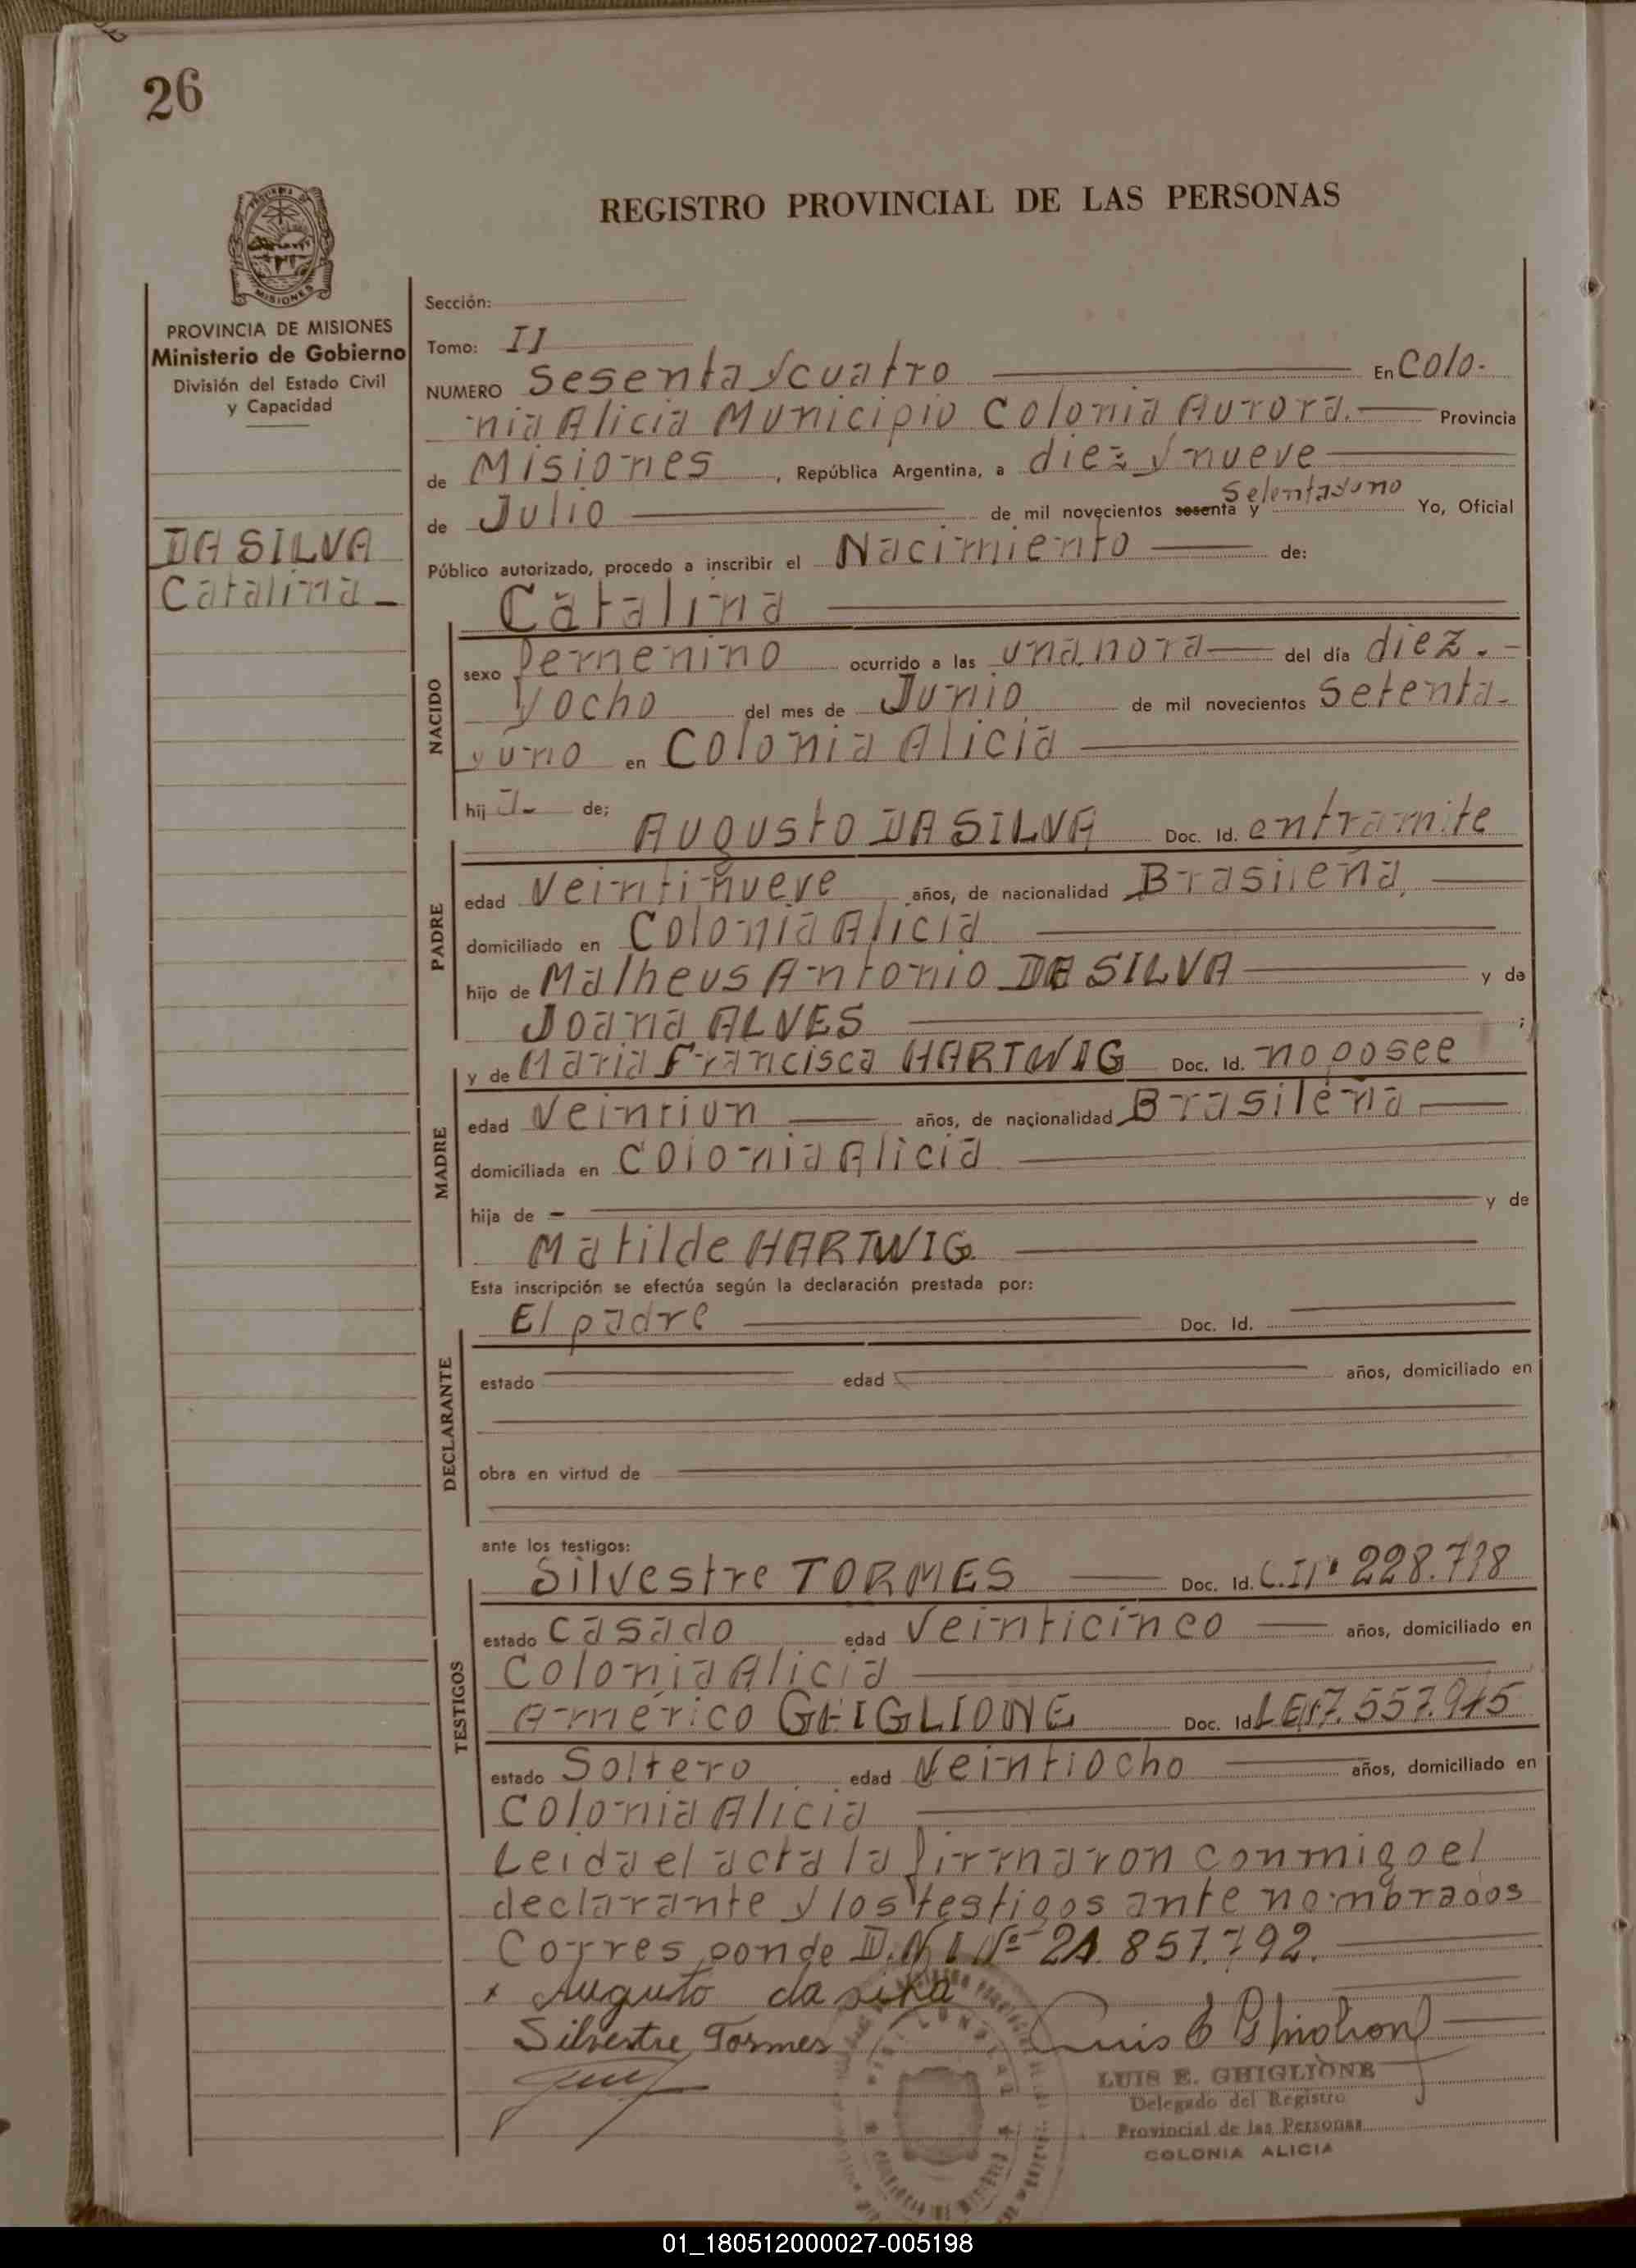 26
REGISTRO PROVINCIAL DE LAS PERSONAS
MISIONES
PROVINCIA DE MISIONES
Ministerio de Gobierno
División del Estado Civil
y Capacidad
DA SILVA
Catalina
Sección:
Tomo: II
NUMERO Sesenta y cuatro En Colo-
nia Alicia Municipio Colonia Aurora. Provincia
de Misiones, República Argentina, a diez y nueve
de Julio de mil novecientos sesenta y Setenta y uno Yo, Oficial
Público autorizado, procedo a inscribir el Nacimiento de:
Catalina
NACIDO
sexo Femenino ocurrido a las una hora del día diez.-
y ocho del mes de Junio de mil novecientos Setenta-
y uno en Colonia Alicia
hij a- de;
PADRE
Augusto DA SILVA Doc. Id. en tramite
edad Veintinueve años, de nacionalidad Brasileña,
domiciliado en Colonia Alicia
hijo de Matheus Antonio DA SILVA y de
Joana ALVES ;
MADRE
y de Maria Francisca HARTWIG Doc. Id. no posee
edad Veintiun años, de nacionalidad Brasileña
domiciliada en Colonia Alicia
hija de - y de
Matilde HARTWIG
Esta inscripción se efectúa según la declaración prestada por:
DECLARANTE
El padre Doc. Id.
estado edad años, domiciliado en
obra en virtud de
ante los testigos:
TESTIGOS
Silvestre TORMES Doc. Id. C.I.Nº 228.718
estado Casado edad Veinticinco años, domiciliado en
Colonia Alicia
Américo GHIGLIONE Doc. Id. LEN7.557.945
estado Soltero edad Veintiocho años, domiciliado en
Colonia Alicia
Leida el acta la firmaron conmigo el
declarante y los testigos ante nombrados
Corresponde D.N.I Nº 21.857.792.
x Augusto da silva
Silvestre Tormes Luis E Ghiglione
LUIS E. GHIGLIONE
Delegado del Registro
Provincial de las Personas
COLONIA ALICIA
01_180512000027-005198